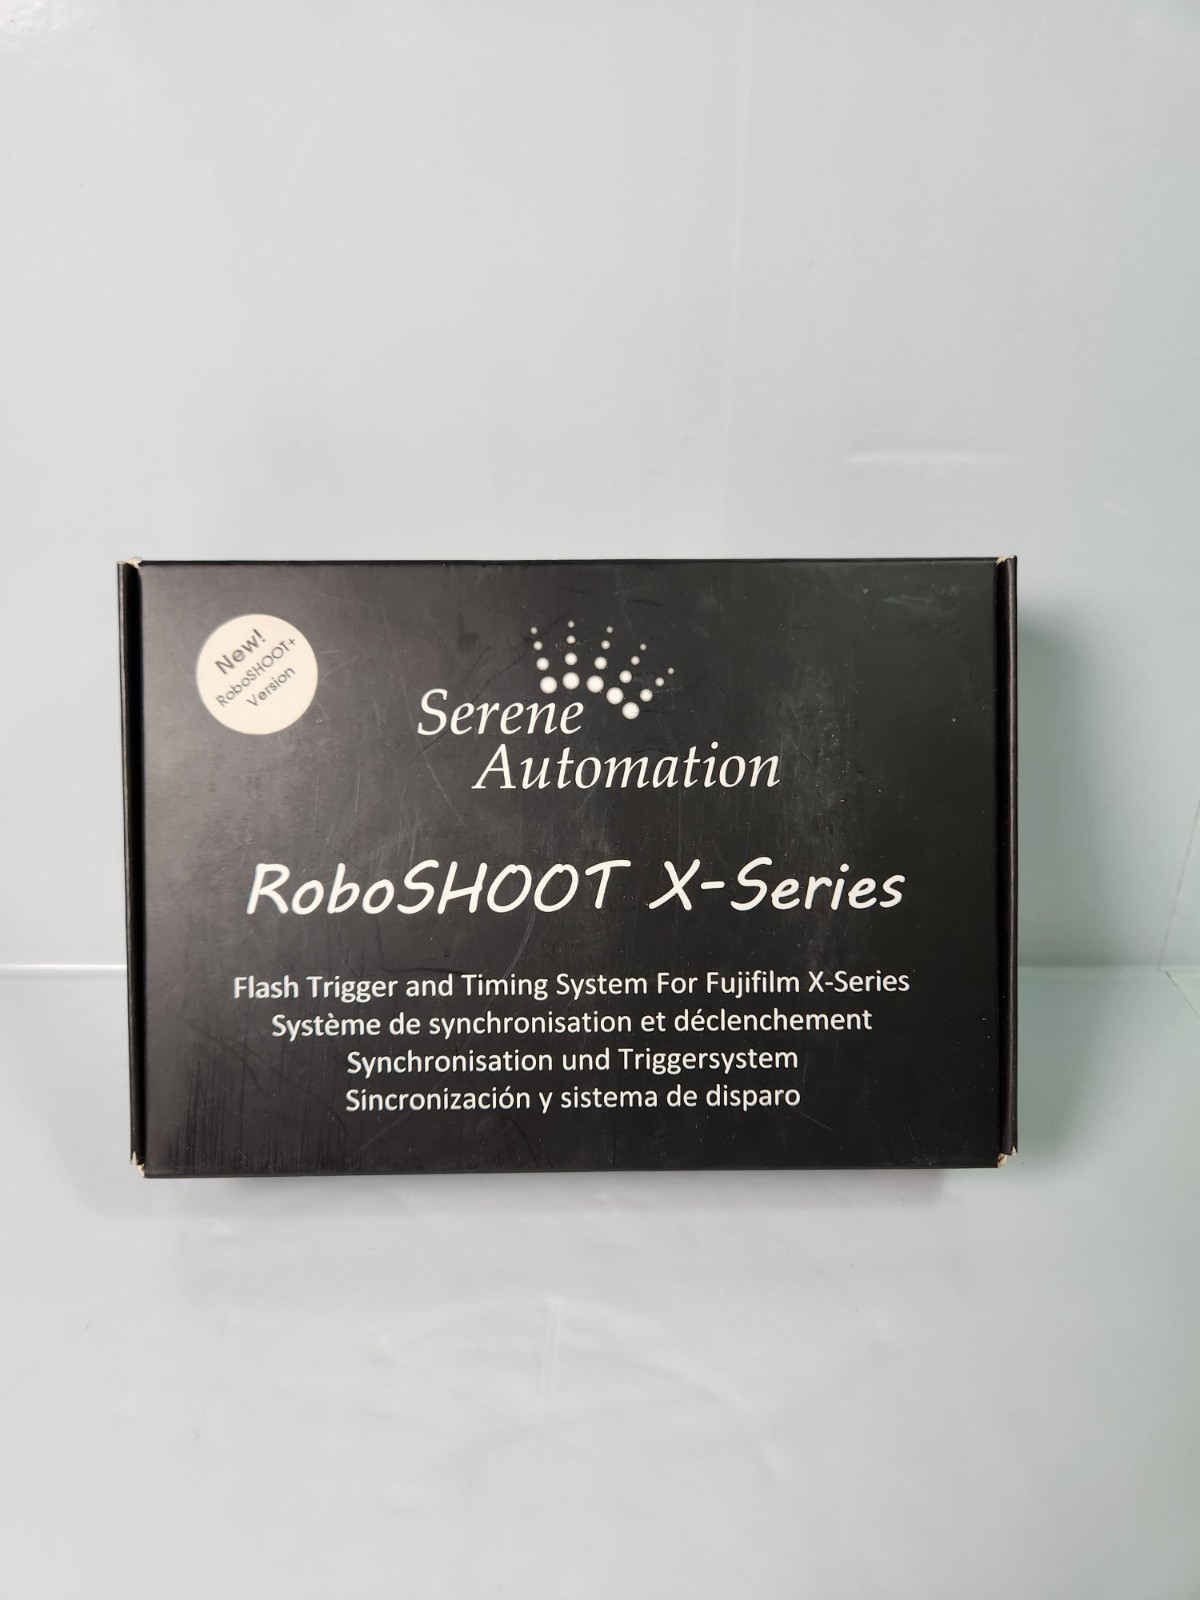 New!
RoboSHOOT+
Version
Serene
Automation
RoboSHOOT X-Series
Flash Trigger and Timing System For Fujifilm X-Series
Système de synchronisation et déclenchement
Synchronisation und Triggersystem
Sincronización y sistema de disparo